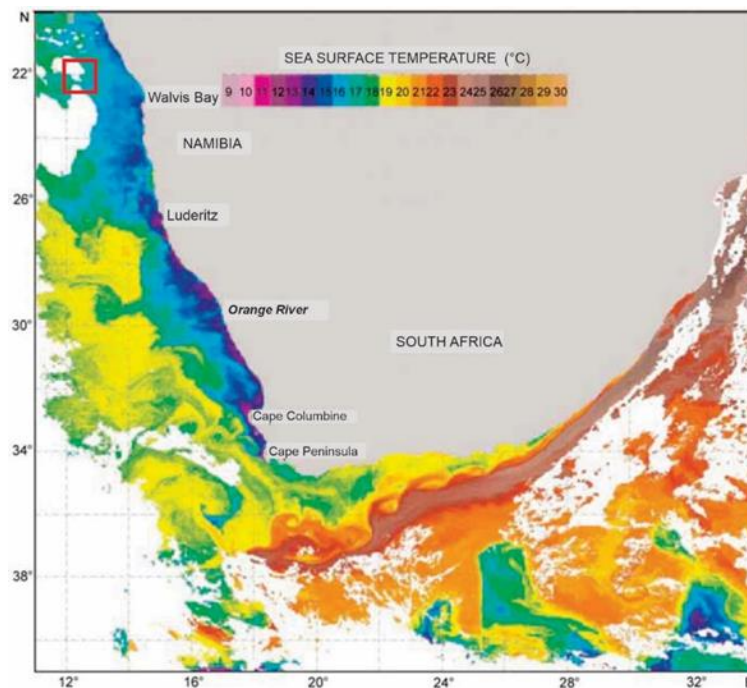 N
SEA SURFACE TEMPERATURE (°C)
22°
9 10 11 12 13 14 15 16 17 18 19 20 21 22 23 24 25 26 27 28 29 30
Walvis Bay
NAMIBIA
26°
Luderitz
Orange River
30°
SOUTH AFRICA
Cape Columbine
34°
Cape Peninsula
38°
12° 16° 20° 24° 28° 32°